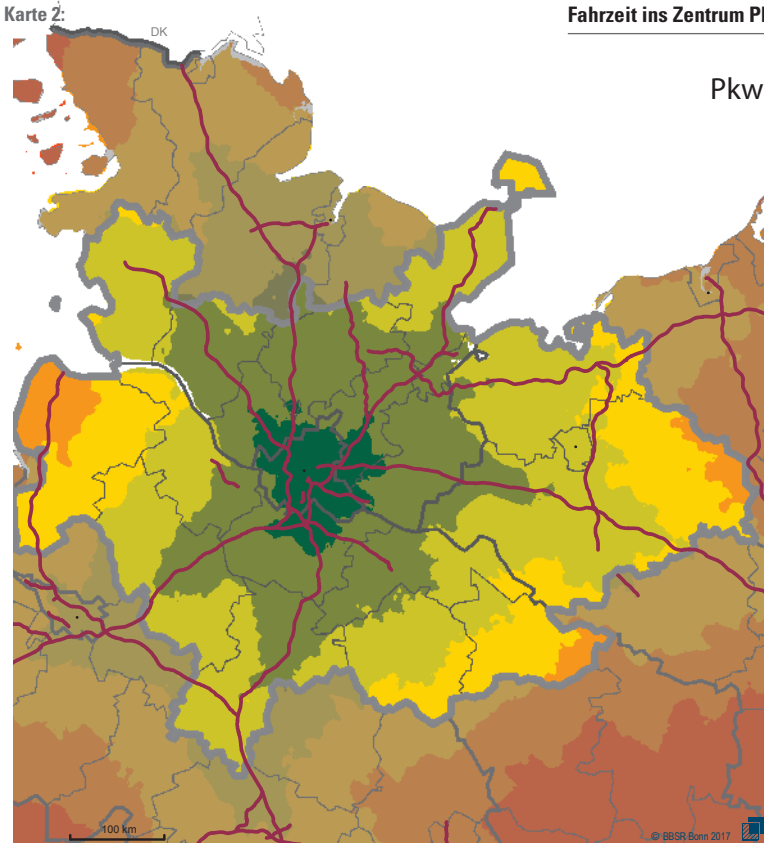 Karte 2:
Fahrzeit ins Zentrum
Pkw
DK
100 km
© BBSR Bonn 2017